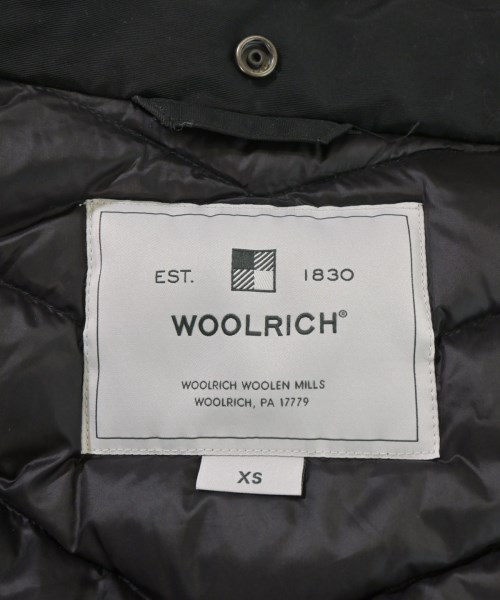 EST. 1830
WOOLRICH®
WOOLRICH WOOLEN MILLS
WOOLRICH, PA 17779
XS